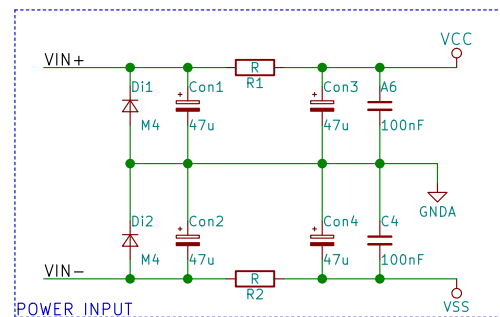 VCC
VIN+
Di1
Con1
R
R1
Con3
A6
M4
47u
47u
100nF
GNDA
Di2
Con2
Con4
C4
M4
47u
47u
100nF
VIN-
R
R2
VSS
POWER INPUT